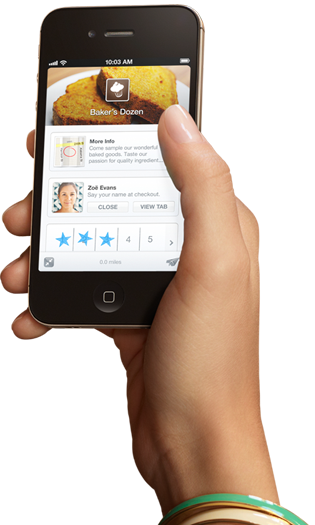 10:03 AM
Baker's Dozen
More Info
Come sample our wonderful
baked goods. Taste our
passion for quality ingredient...
Zoë Evans
Say your name at checkout.
CLOSE VIEW TAB
4 5
0.0 miles